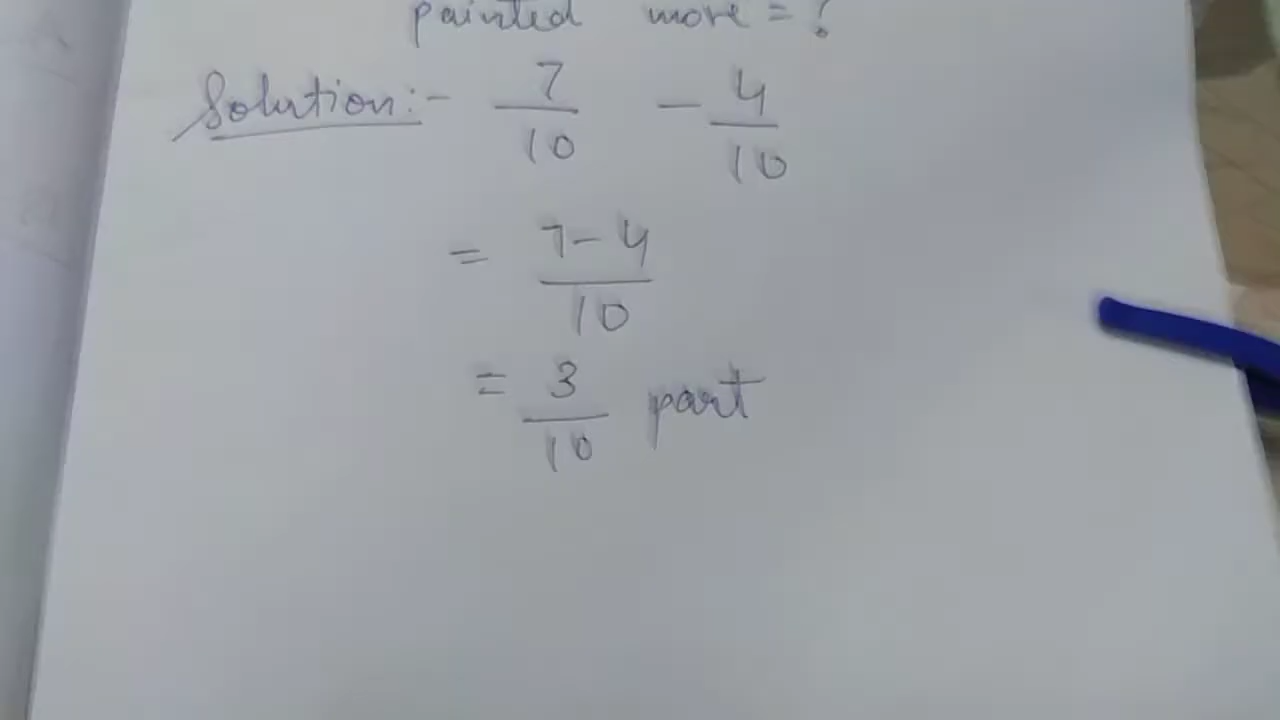 painted more = ?
Solution:- 7/10 - 4/10
= 7-4/10
= 3/10 part